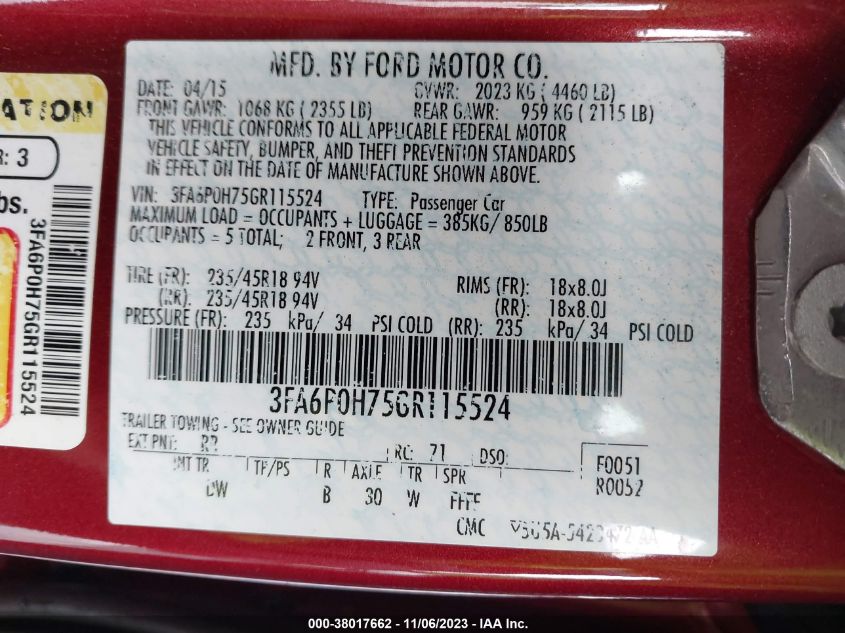 MFD. BY FORD MOTOR CO.
DATE: 04/15 GVWR: 2023 KG ( 4460 LB)
FRONT GAWR: 1068 KG ( 2355 LB) REAR GAWR: 959 KG ( 2115 LB)
THIS VEHICLE CONFORMS TO ALL APPLICABLE FEDERAL MOTOR
VEHICLE SAFETY, BUMPER, AND THEFT PREVENTION STANDARDS
IN EFFECT ON THE DATE OF MANUFACTURE SHOWN ABOVE.
VIN: 3FA6P0H75GR115524 TYPE: Passenger Car
MAXIMUM LOAD = OCCUPANTS + LUGGAGE = 385KG/ 850LB
OCCUPANTS = 5 TOTAL; 2 FRONT, 3 REAR
TIRE (FR): 235/45R18 94V RIMS (FR): 18x8.0J
(RR): 235/45R18 94V (RR): 18x8.0J
PRESSURE (FR): 235 kPa/ 34 PSI COLD (RR): 235 kPa/ 34 PSI COLD
3FA6P0H75GR115524
TRAILER TOWING - SEE OWNER GUIDE
EXT PNT: RC: 71 DSO: F0051
INT TR TP/PS R AXLE TR SPR R0052
DW B 30 W FFFF
CMC
ATION
R: 3
bs.
3FA6P0H75GR115524
000-38017662 - 11/06/2023 - IAA Inc.